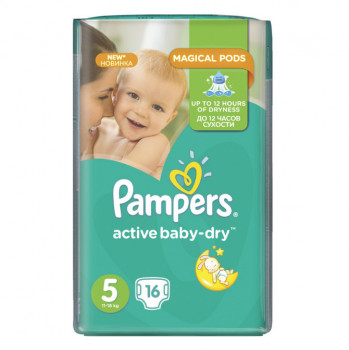 NEW*
НОВИНКА
MAGICAL PODS
UP TO 12 HOURS
OF DRYNESS
ДО 12 ЧАСОВ
СУХОСТИ
Pampers®
active baby-dry™
5
16